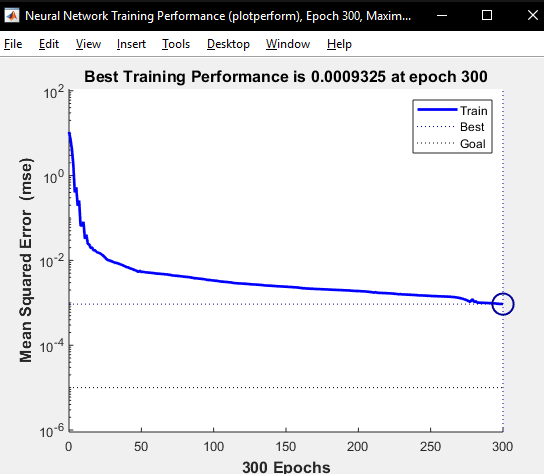 Neural Network Training Performance (plotperform), Epoch 300, Maxim...
File Edit View Insert Tools Desktop Window Help
Best Training Performance is 0.0009325 at epoch 300
10^2
10^0
10^-2
10^-4
10^-6
Mean Squared Error (mse)
Train
Best
Goal
0 50 100 150 200 250 300
300 Epochs